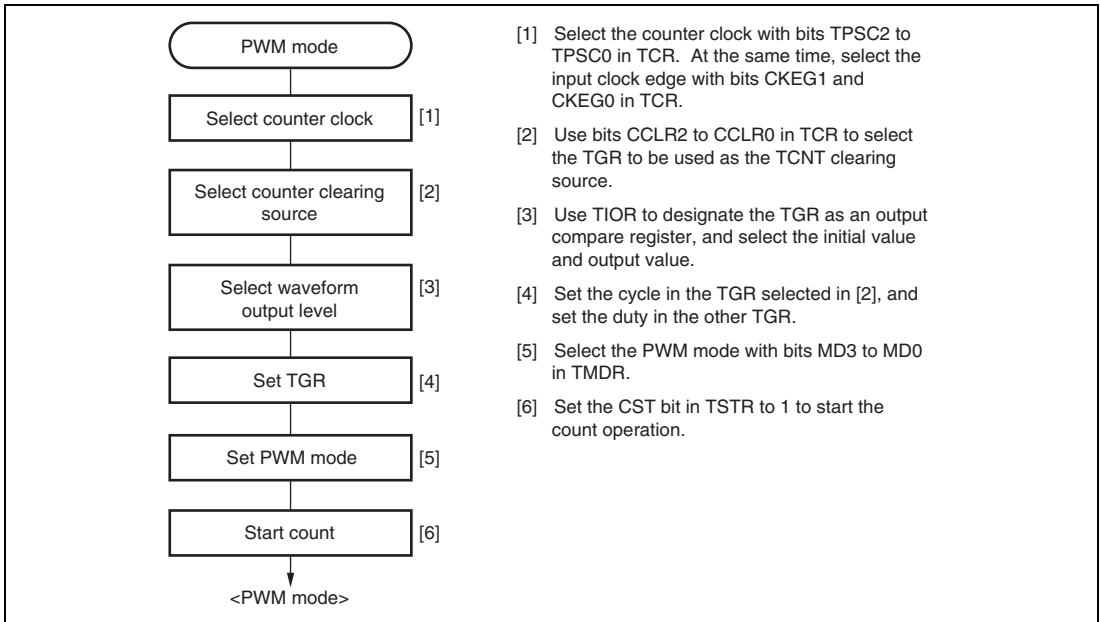 PWM mode
Select counter clock
[1]
Select counter clearing
source
[2]
Select waveform
output level
[3]
Set TGR
[4]
Set PWM mode
[5]
Start count
[6]
<PWM mode>
[1] Select the counter clock with bits TPSC2 to
TPSC0 in TCR. At the same time, select the
input clock edge with bits CKEG1 and
CKEG0 in TCR.
[2] Use bits CCLR2 to CCLR0 in TCR to select
the TGR to be used as the TCNT clearing
source.
[3] Use TIOR to designate the TGR as an output
compare register, and select the initial value
and output value.
[4] Set the cycle in the TGR selected in [2], and
set the duty in the other TGR.
[5] Select the PWM mode with bits MD3 to MD0
in TMDR.
[6] Set the CST bit in TSTR to 1 to start the
count operation.